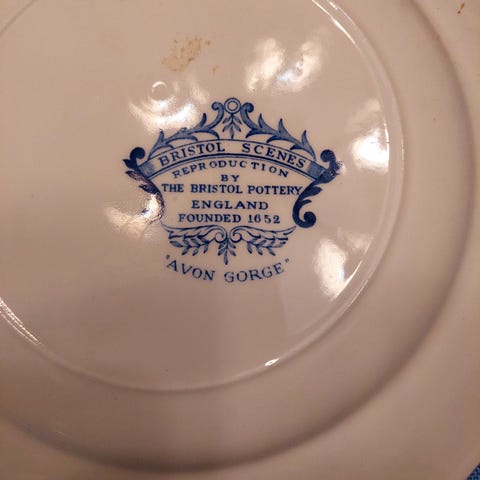 BRISTOL SCENES
REPRODUCTION
BY
THE BRISTOL POTTERY
ENGLAND
FOUNDED 1652
"AVON GORGE"